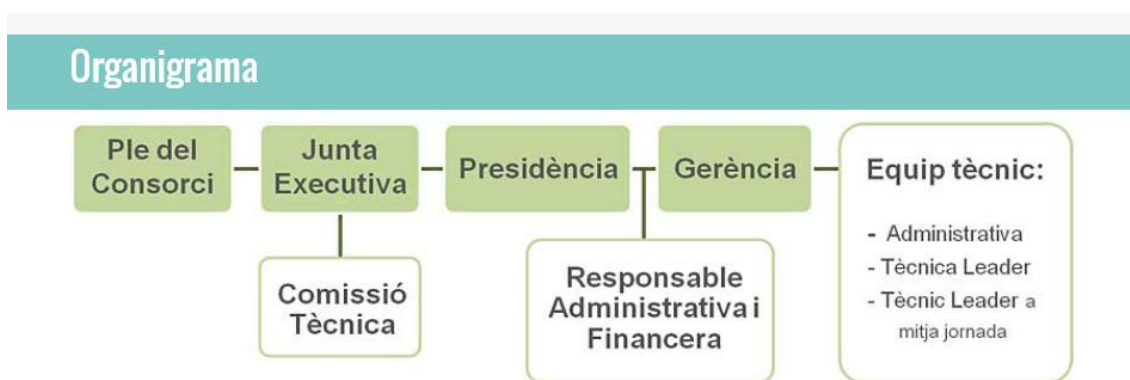 Organigrama
Ple del
Consorci
Junta
Executiva
Presidència
Gerència
Equip tècnic:
- Administrativa
- Tècnica Leader
- Tècnic Leader a
mitja jornada
Comissió
Tècnica
Responsable
Administrativa i
Financera